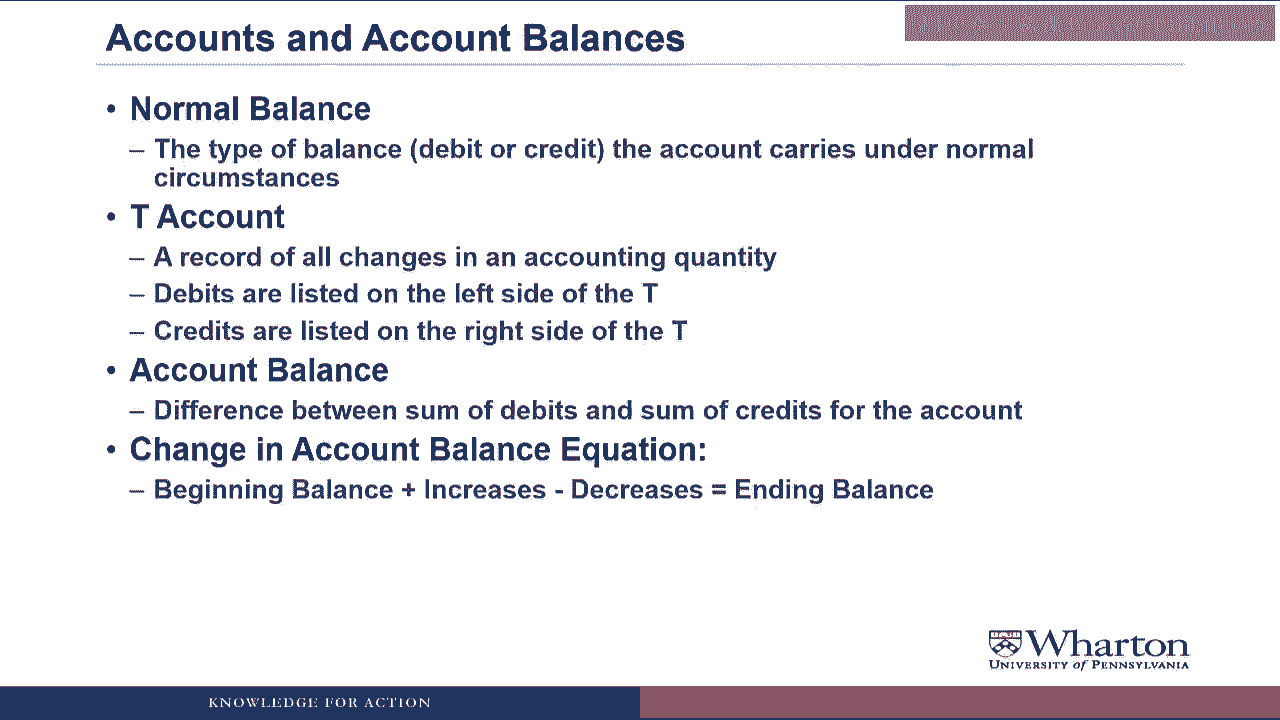 Accounts and Account Balances
• Normal Balance
– The type of balance (debit or credit) the account carries under normal
circumstances
• T Account
– A record of all changes in an accounting quantity
– Debits are listed on the left side of the T
– Credits are listed on the right side of the T
• Account Balance
– Difference between sum of debits and sum of credits for the account
• Change in Account Balance Equation:
– Beginning Balance + Increases - Decreases = Ending Balance
Wharton
UNIVERSITY of PENNSYLVANIA
KNOWLEDGE FOR ACTION